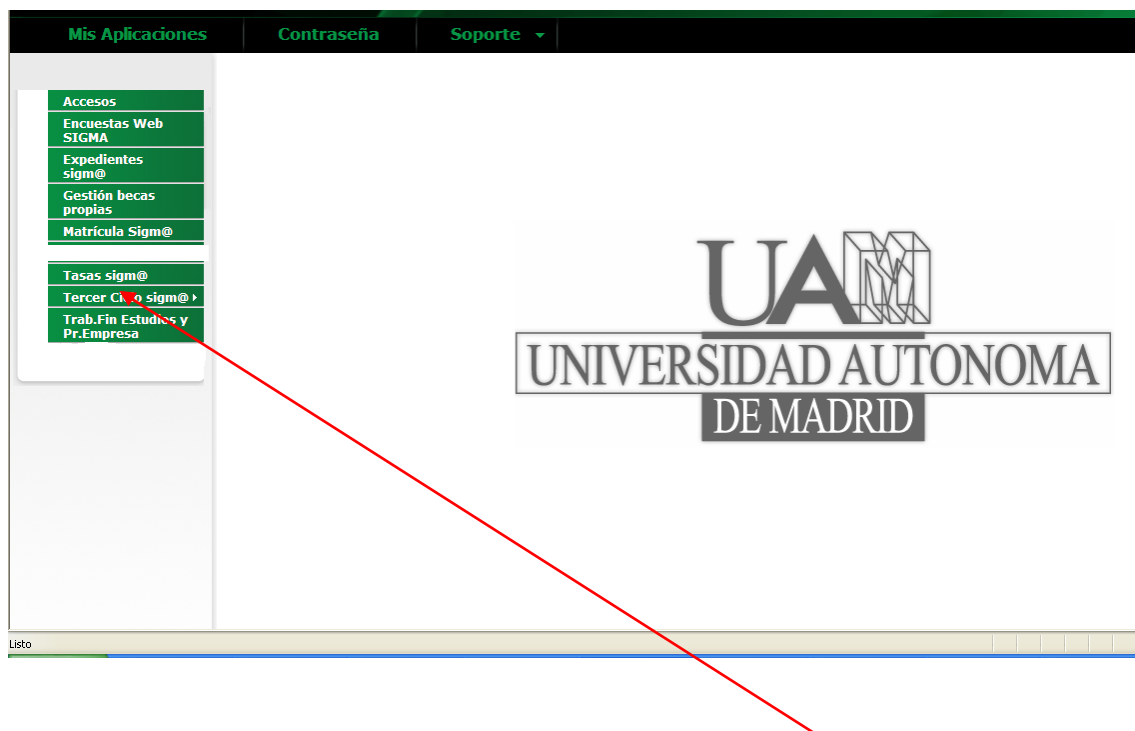 Mis Aplicaciones Contraseña Soporte
Accesos
Encuestas Web
SIGMA
Expedientes
sigm@
Gestión becas
propias
Matrícula Sigm@
Tasas sigm@
Tercer Ciclo sigm@
Trab.Fin Estudios y
Pr.Empresa
UAM
UNIVERSIDAD AUTONOMA
DE MADRID
Listo